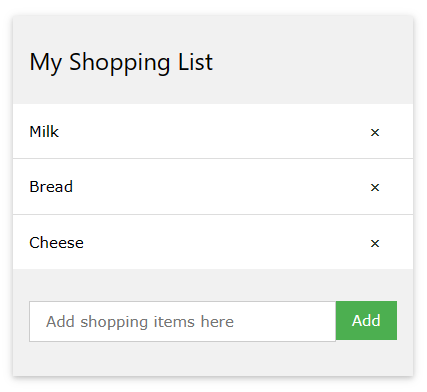 My Shopping List
Milk ×
Bread ×
Cheese ×
Add shopping items here Add